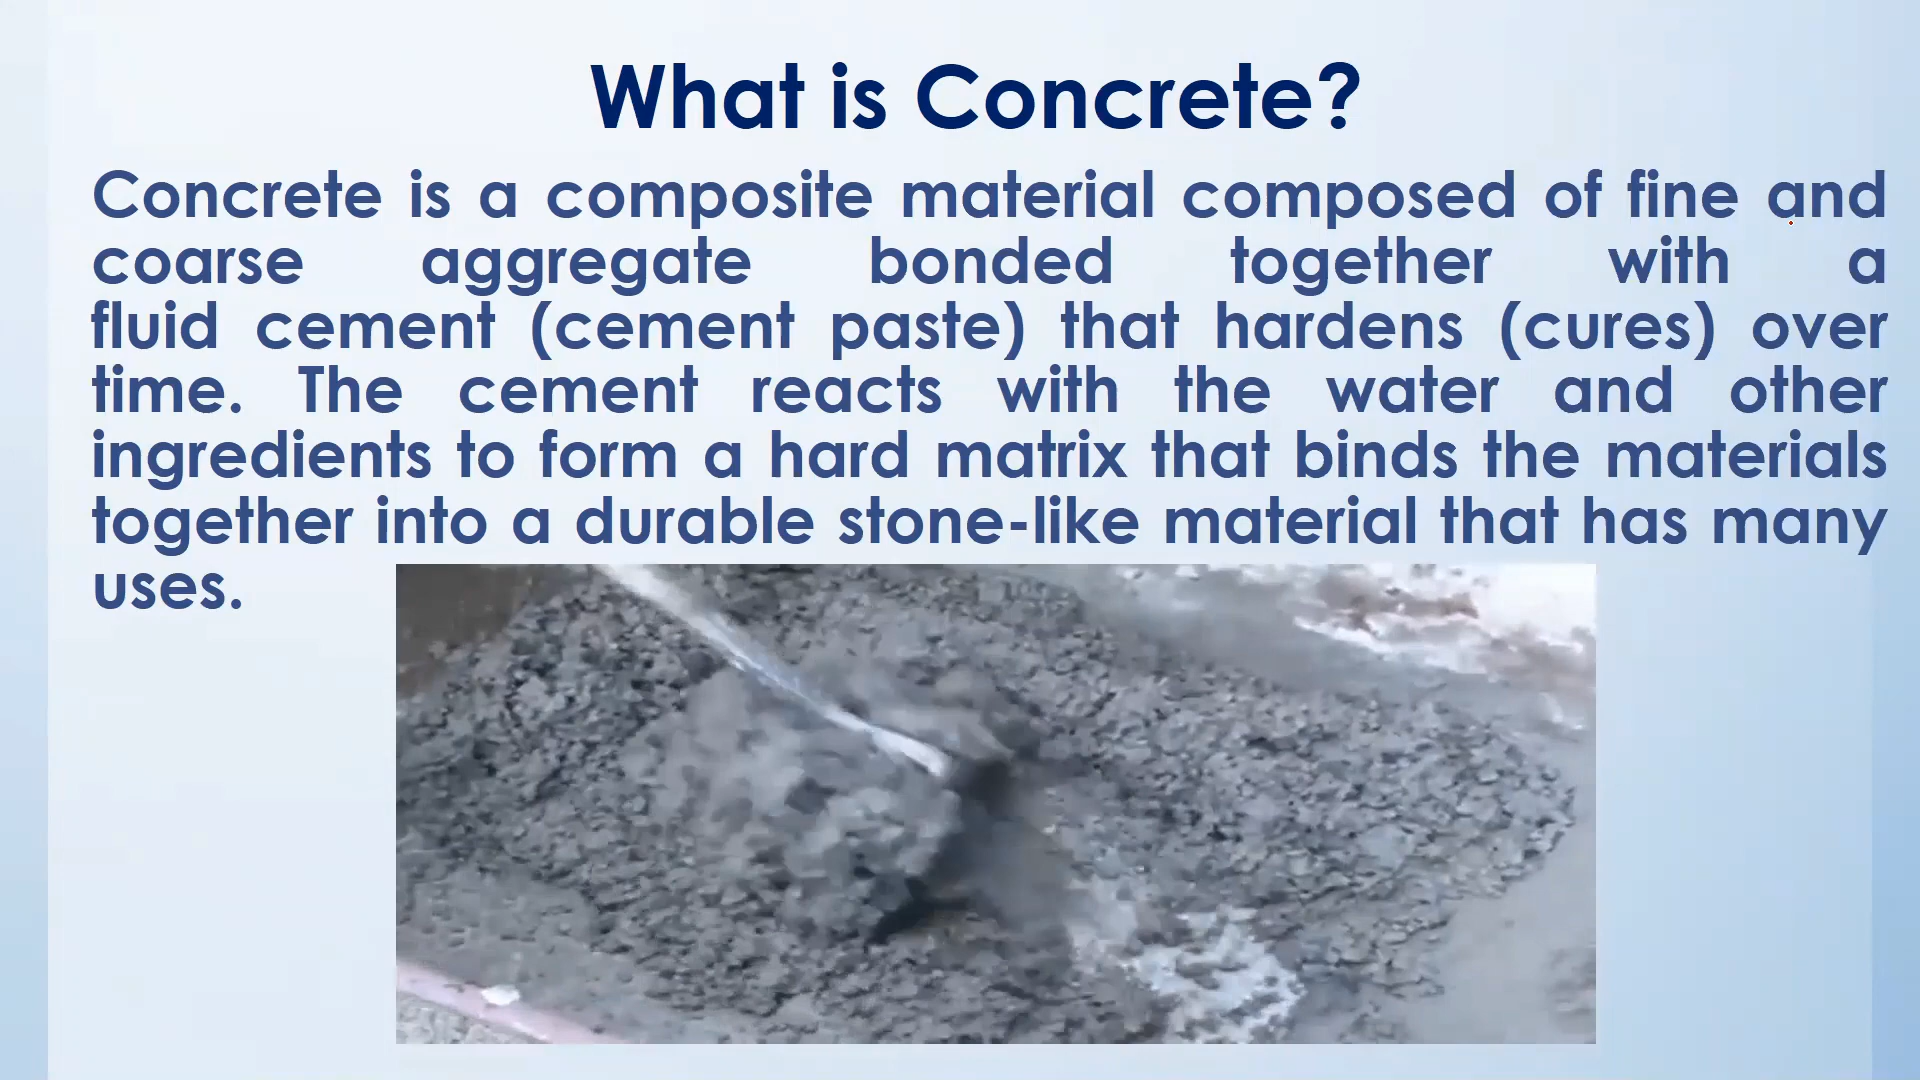 What is Concrete?
Concrete is a composite material composed of fine and
coarse aggregate bonded together with a
fluid cement (cement paste) that hardens (cures) over
time. The cement reacts with the water and other
ingredients to form a hard matrix that binds the materials
together into a durable stone-like material that has many
uses.